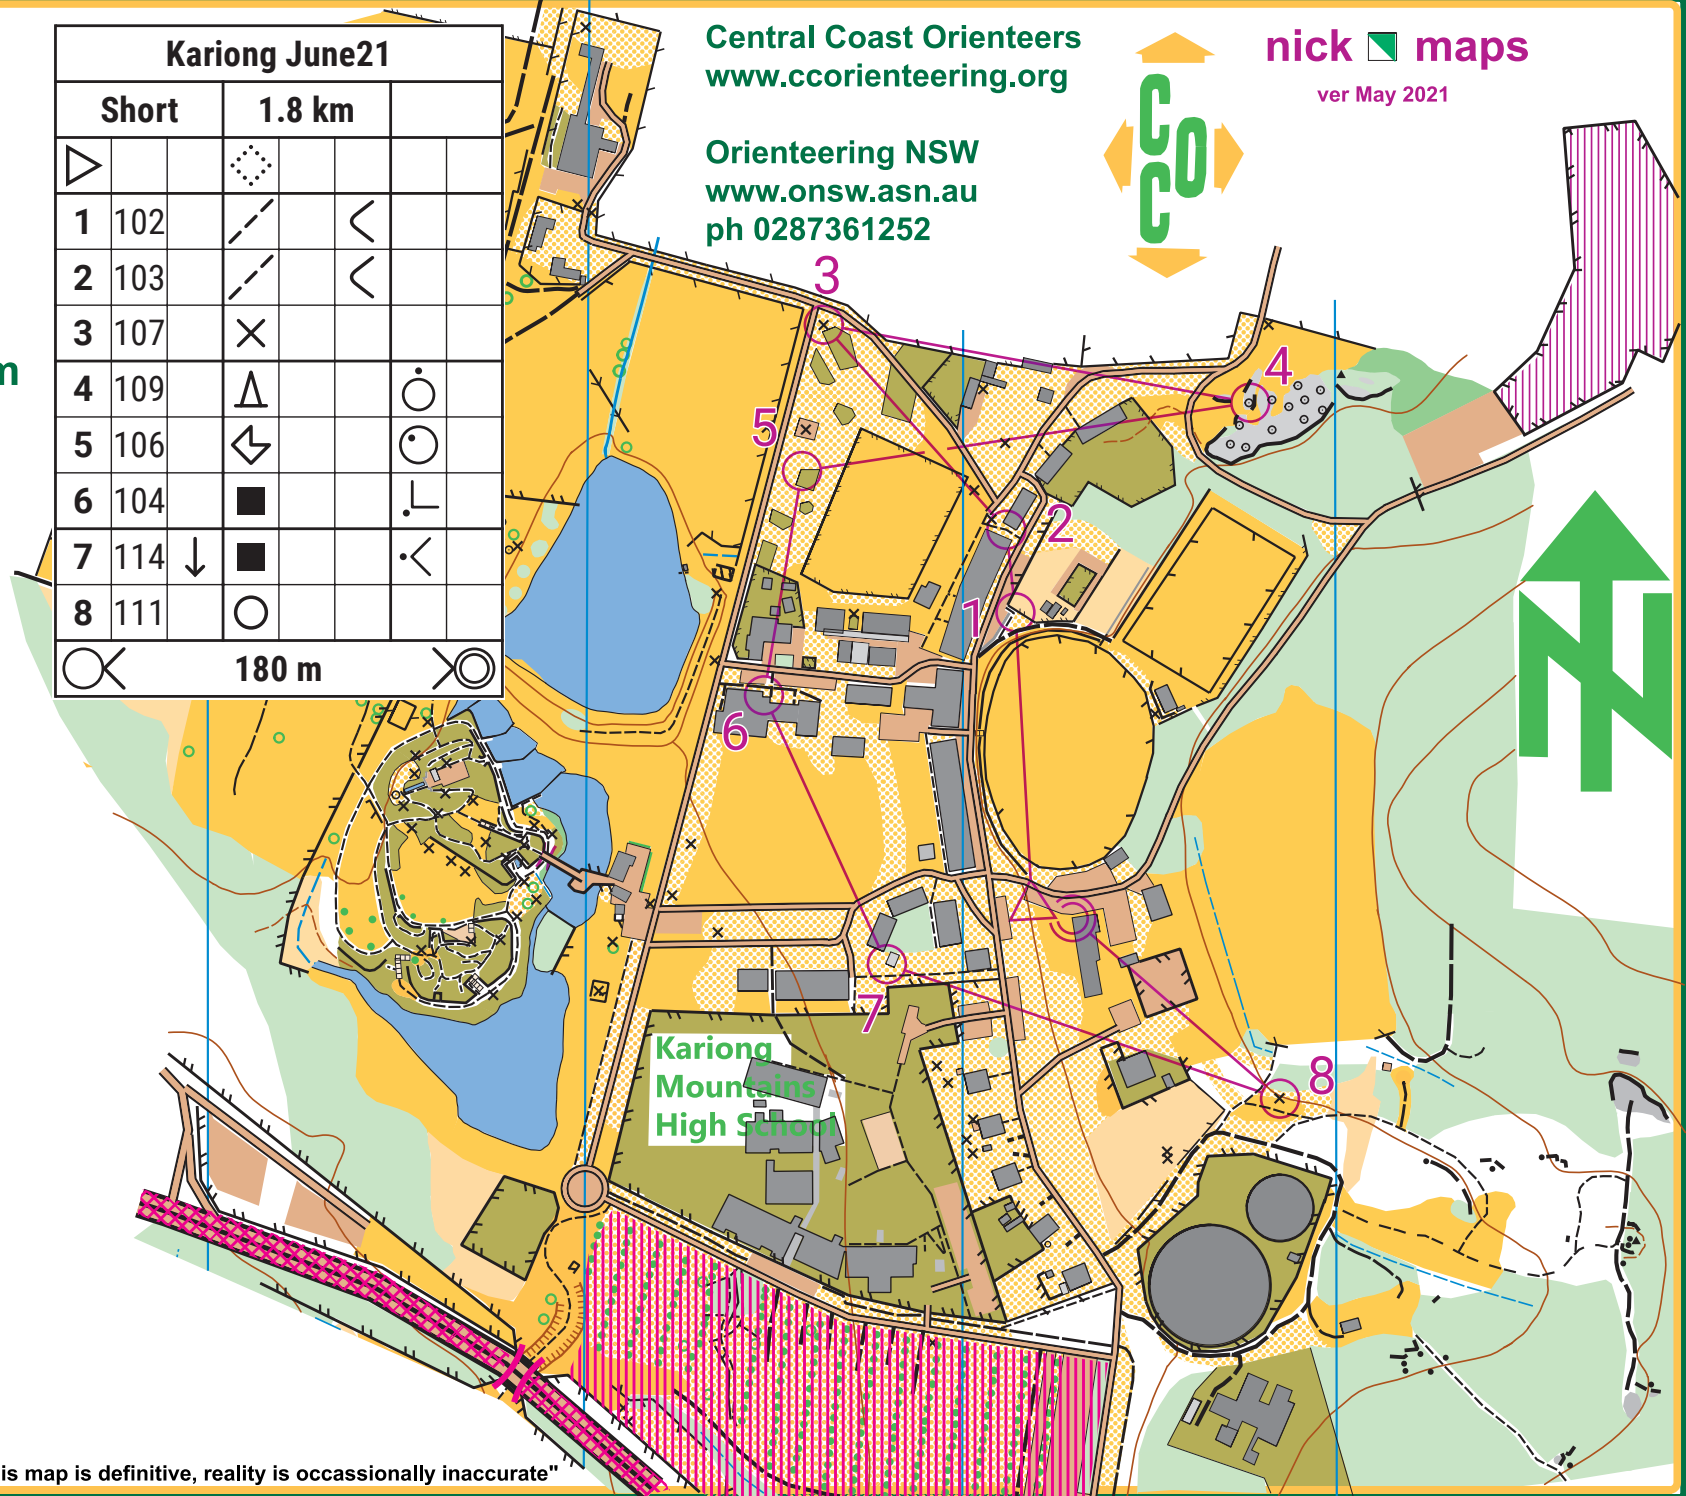 Kariong June21
Short 1.8 km
1 102
2 103
3 107
4 109
5 106
6 104
7 114
8 111
180 m
Central Coast Orienteers
www.ccorienteering.org
Orienteering NSW
www.onsw.asn.au
ph 0287361252
C
O
C
nick maps
ver May 2021
m
3
4
5
2
1
6
7
8
N
Kariong
Mountains
High School
is map is definitive, reality is occassionally inaccurate"